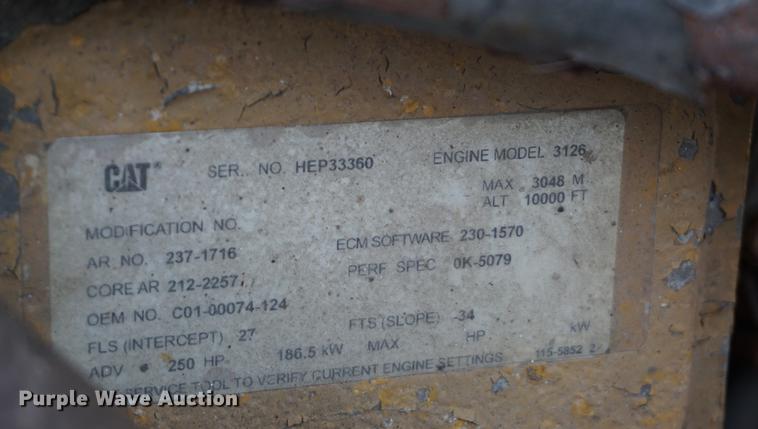 CAT® SER. NO. HEP33360 ENGINE MODEL 3126
MAX 3048 M
ALT 10000 FT
MODIFICATION NO.
AR NO. 237-1716 ECM SOFTWARE 230-1570
CORE AR 212-2257 PERF SPEC 0K-5079
OEM NO. C01-00074-124
FLS (INTERCEPT) 27 FTS (SLOPE) -34
ADV 250 HP 186.5 kW MAX HP kW
SERVICE TOOL TO VERIFY CURRENT ENGINE SETTINGS 115-5852 2
Purple Wave Auction